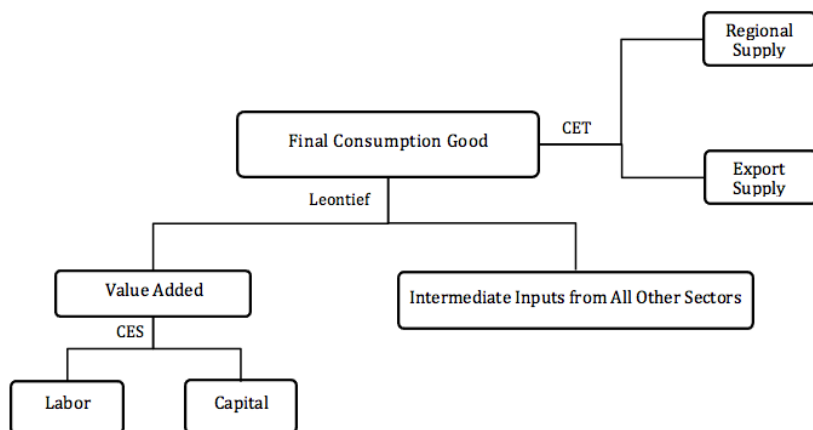 Regional
Supply
CET
Final Consumption Good
Export
Supply
Leontief
Value Added
Intermediate Inputs from All Other Sectors
CES
Labor
Capital